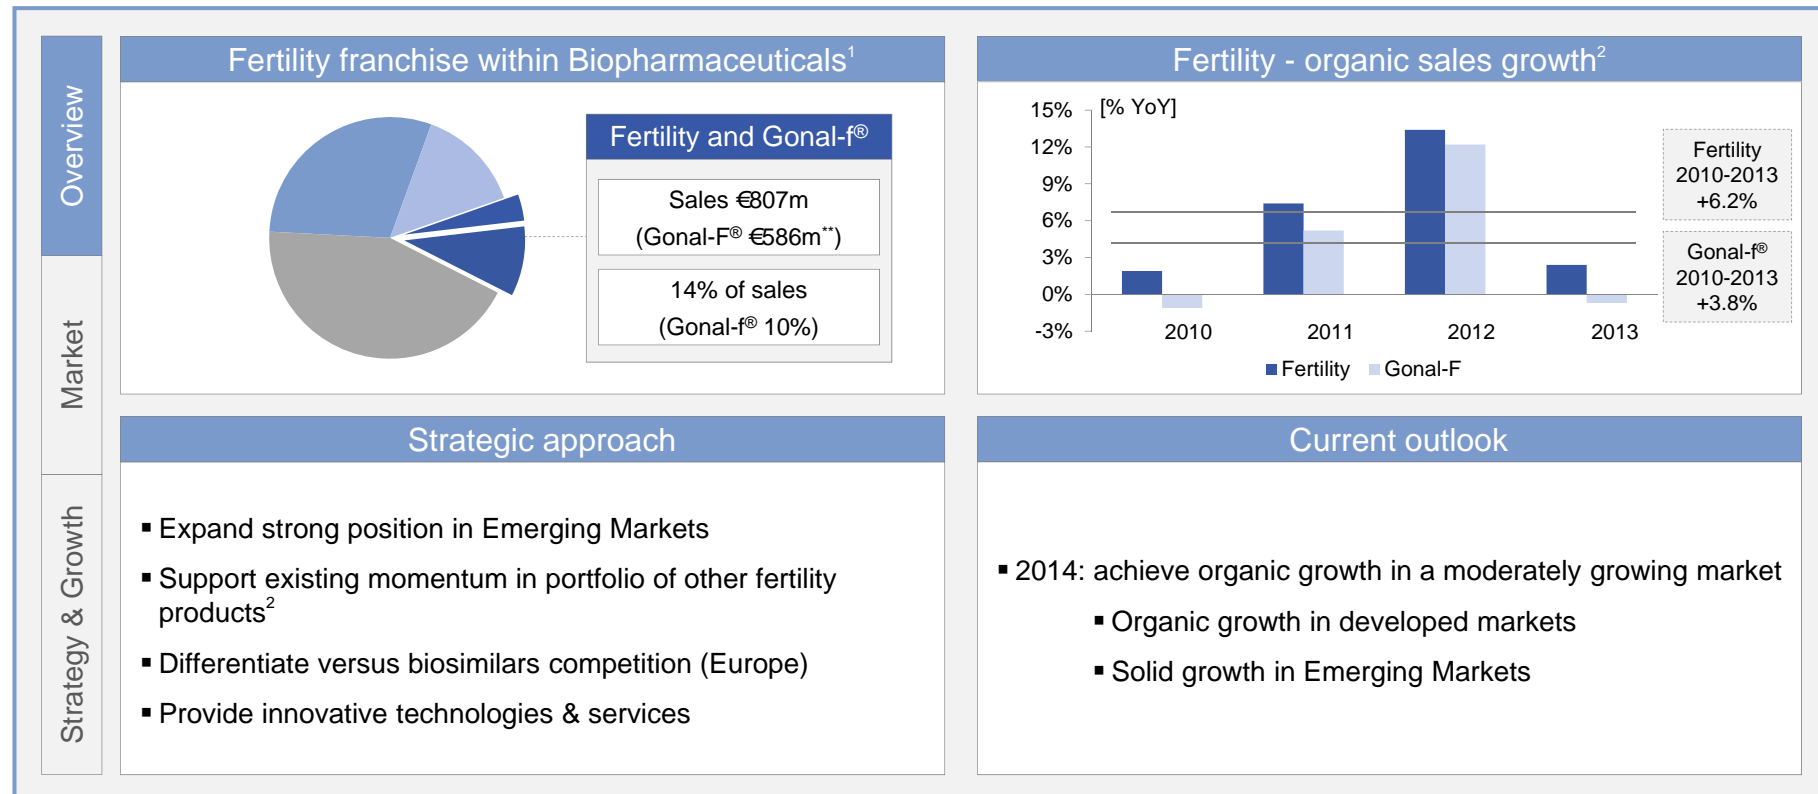 Overview
Market
Strategy & Growth
Fertility franchise within Biopharmaceuticals¹
Fertility and Gonal-f®
Sales €807m
(Gonal-F® €586m**)
14% of sales
(Gonal-f® 10%)
Fertility - organic sales growth²
[% YoY]
15%
12%
9%
6%
3%
0%
-3%
2010 2011 2012 2013
Fertility Gonal-F
Fertility
2010-2013
+6.2%
Gonal-f®
2010-2013
+3.8%
Strategic approach
▪ Expand strong position in Emerging Markets
▪ Support existing momentum in portfolio of other fertility
products²
▪ Differentiate versus biosimilars competition (Europe)
▪ Provide innovative technologies & services
Current outlook
▪ 2014: achieve organic growth in a moderately growing market
▪ Organic growth in developed markets
▪ Solid growth in Emerging Markets